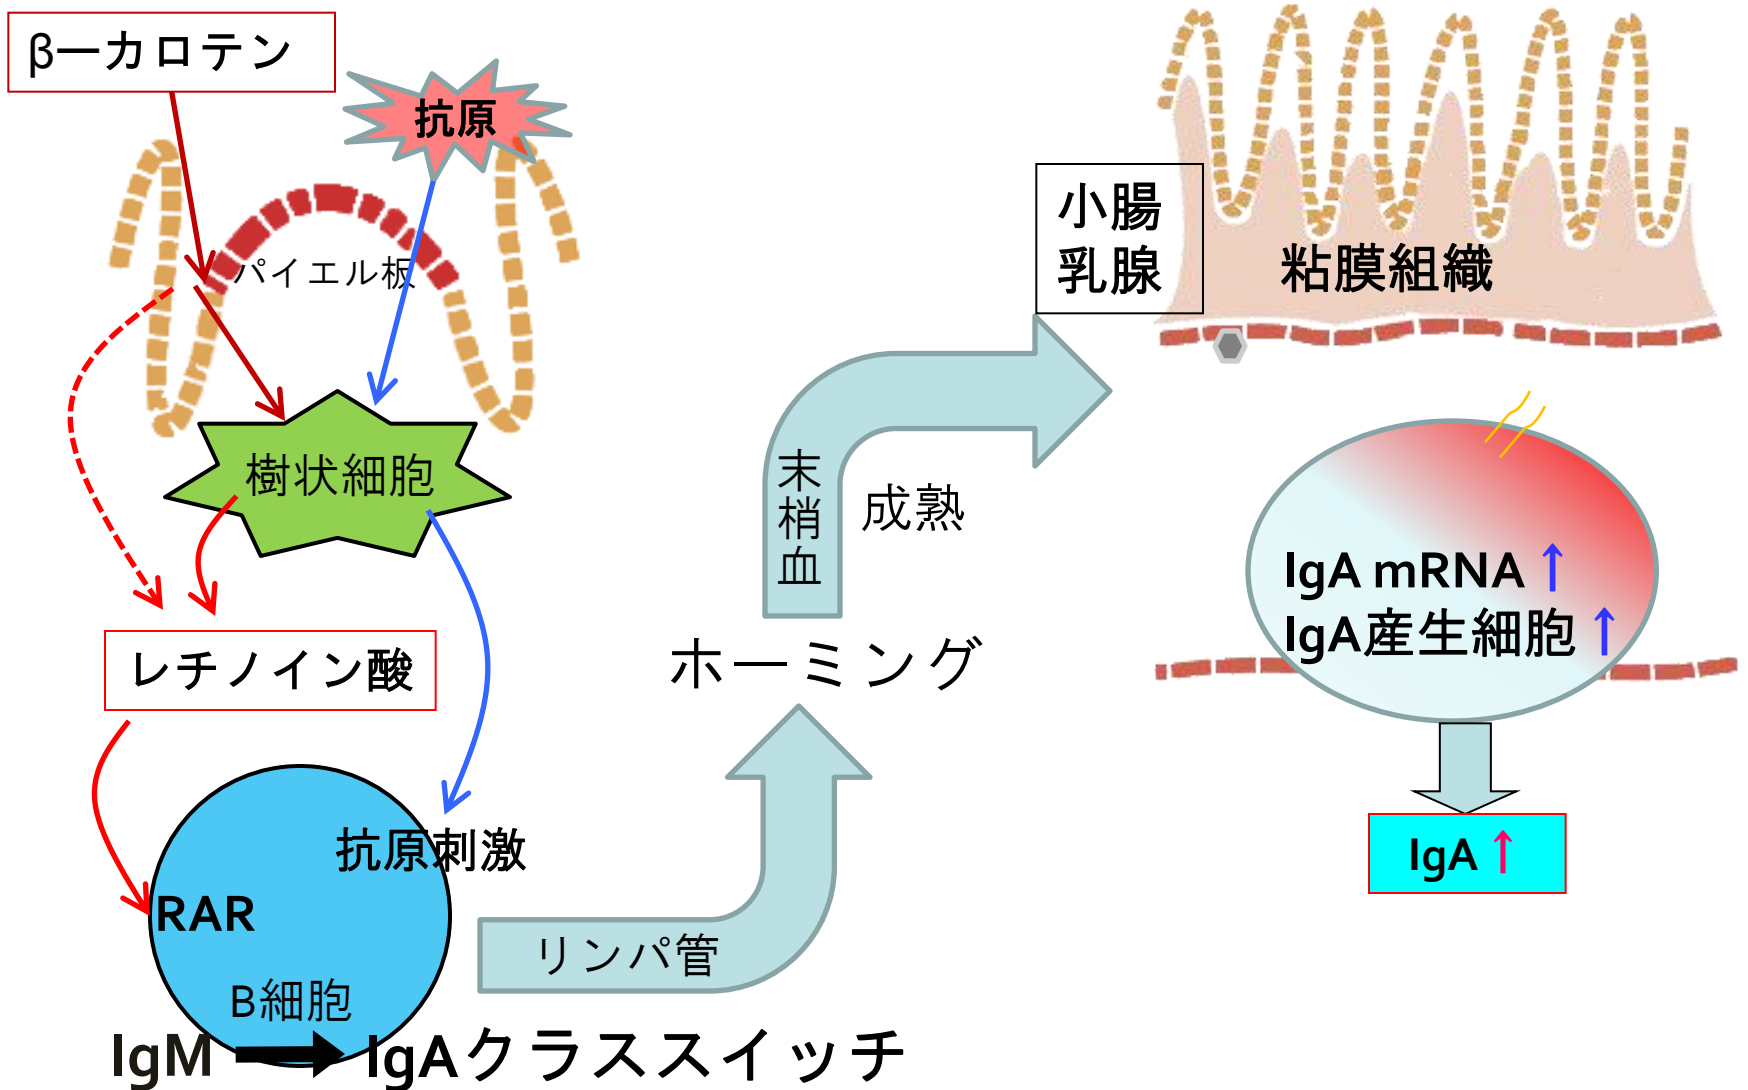 β－カロテン
抗原
パイエル板
樹状細胞
レチノイン酸
抗原刺激
RAR
B細胞
IgM
IgAクラススイッチ
リンパ管
ホーミング
末梢血
成熟
小腸
乳腺
粘膜組織
IgA mRNA↑
IgA産生細胞↑
IgA↑